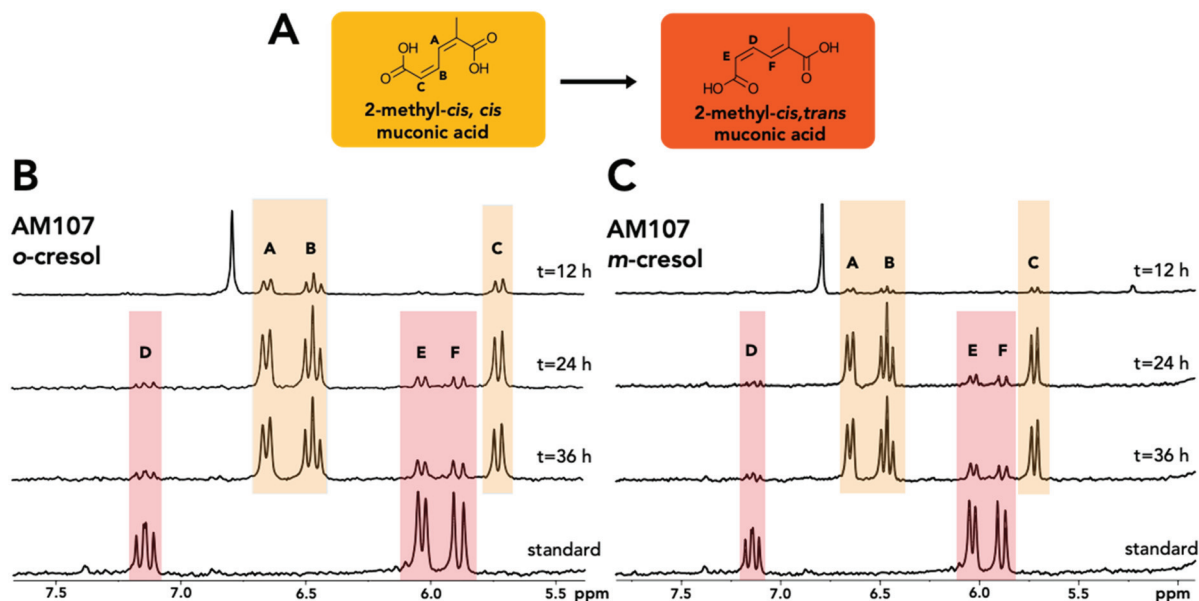 A
OH
O
A
B
C
O
OH
2-methyl-cis, cis
muconic acid
D
E
F
HO
O
OH
O
2-methyl-cis,trans
muconic acid
B
AM107
o-cresol
A B C
t=12 h
D E F
t=24 h
t=36 h
standard
7.5 7.0 6.5 6.0 5.5 ppm
C
AM107
m-cresol
A B C
t=12 h
D E F
t=24 h
t=36 h
standard
7.5 7.0 6.5 6.0 5.5 ppm